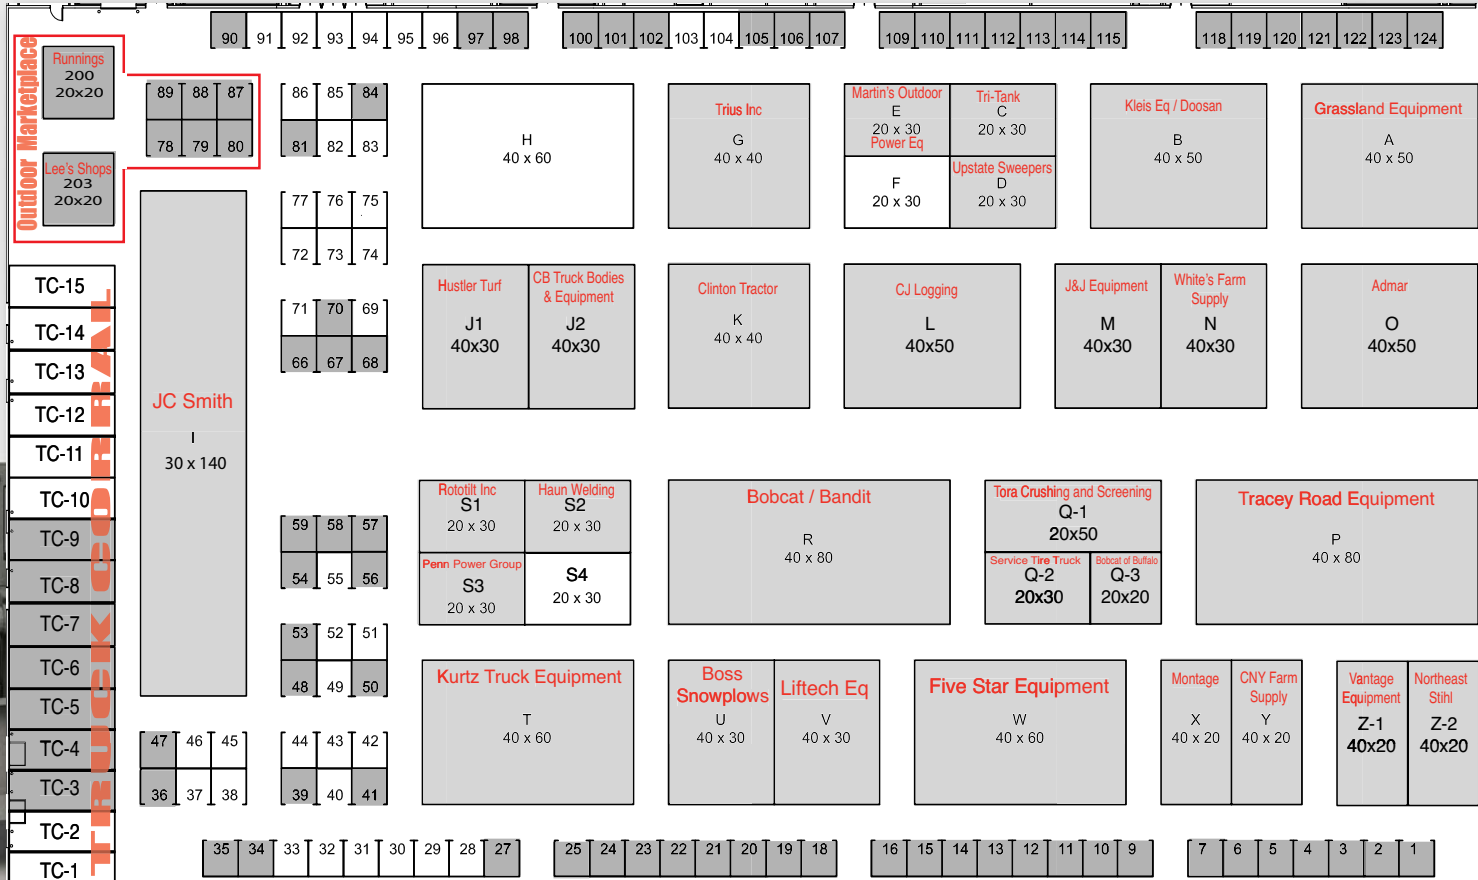 90 91 92 93 94 95 96 97 98
100 101 102 103 104 105 106 107
109 110 111 112 113 114 115
118 119 120 121 122 123 124
Outdoor Marketplace
Runnings
200
20x20
Lee's Shops
203
20x20
89 88 87
78 79 80
86 85 84
81 82 83
77 76 75
72 73 74
71 70 69
66 67 68
H
40 x 60
Trius Inc
G
40 x 40
Martin's Outdoor
E
20 x 30
Power Eq
Tri-Tank
C
20 x 30
F
20 x 30
Upstate Sweepers
D
20 x 30
Kleis Eq / Doosan
B
40 x 50
Grassland Equipment
A
40 x 50
TC-15
TC-14
TC-13
TC-12
TC-11
TC-10
TC-9
TC-8
TC-7
TC-6
TC-5
TC-4
TC-3
TC-2
TC-1
TRUCK CORRAL
JC Smith
I
30 x 140
Hustler Turf
J1
40x30
CB Truck Bodies
& Equipment
J2
40x30
Clinton Tractor
K
40 x 40
CJ Logging
L
40x50
J&J Equipment
M
40x30
White's Farm
Supply
N
40x30
Admar
O
40x50
59 58 57
54 55 56
53 52 51
48 49 50
Rototilt Inc
S1
20 x 30
Haun Welding
S2
20 x 30
Penn Power Group
S3
20 x 30
S4
20 x 30
Bobcat / Bandit
R
40 x 80
Tora Crushing and Screening
Q-1
20x50
Service Tire Truck
Q-2
20x30
Bobcat of Buffalo
Q-3
20x20
Tracey Road Equipment
P
40 x 80
47 46 45
36 37 38
44 43 42
39 40 41
Kurtz Truck Equipment
T
40 x 60
Boss
Snowplows
U
40 x 30
Liftech Eq
V
40 x 30
Five Star Equipment
W
40 x 60
Montage
X
40 x 20
CNY Farm
Supply
Y
40 x 20
Vantage
Equipment
Z-1
40x20
Northeast
Stihl
Z-2
40x20
35 34 33 32 31 30 29 28 27
25 24 23 22 21 20 19 18
16 15 14 13 12 11 10 9
7 6 5 4 3 2 1